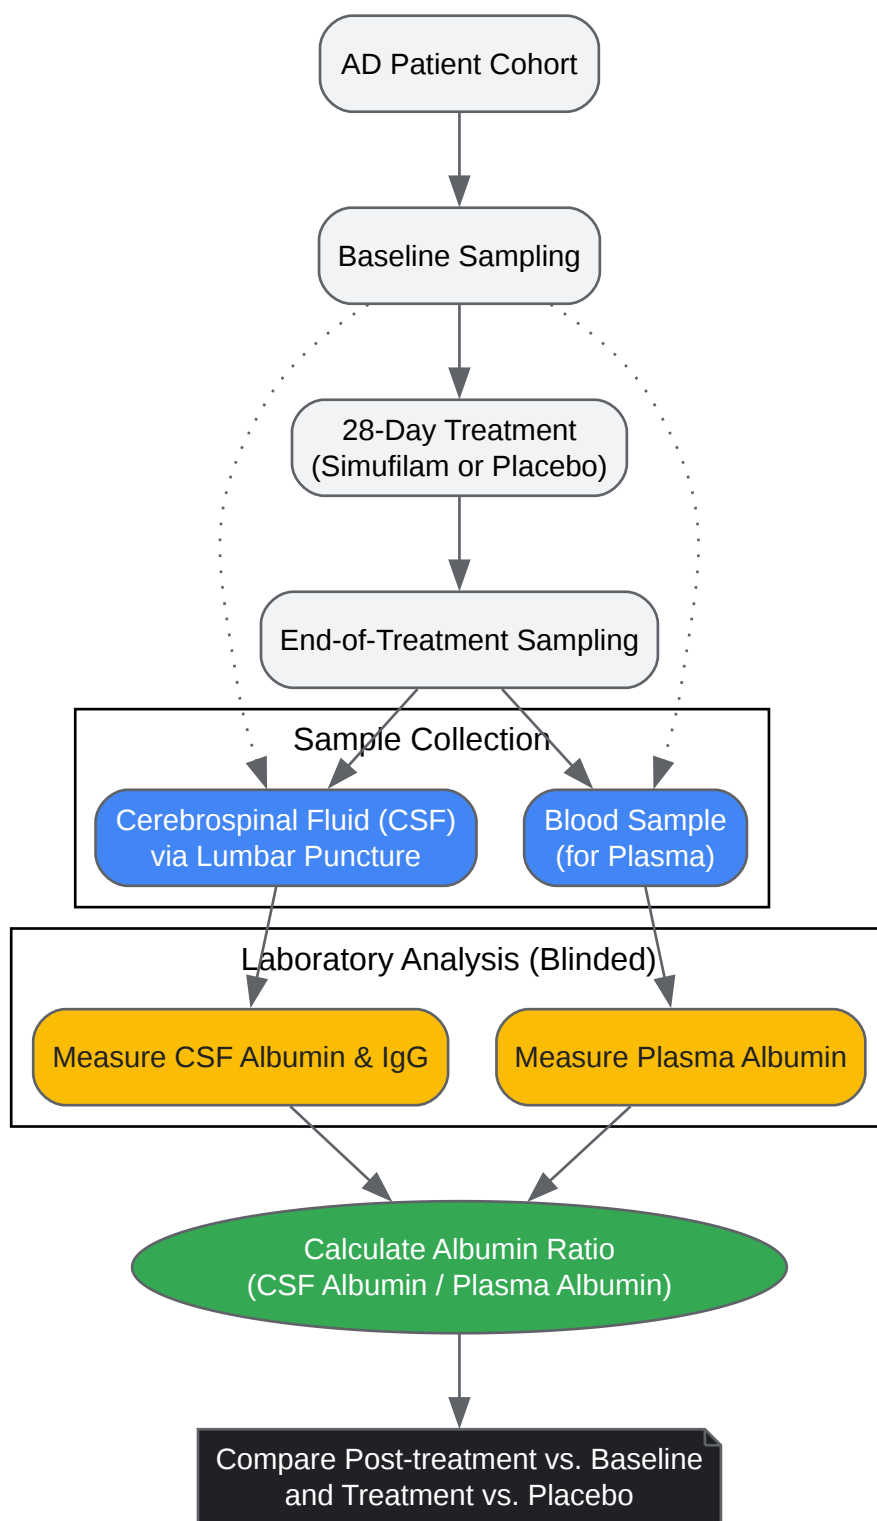 AD Patient Cohort
Baseline Sampling
28-Day Treatment
(Simufilam or Placebo)
End-of-Treatment Sampling
Sample Collection
Cerebrospinal Fluid (CSF)
via Lumbar Puncture
Blood Sample
(for Plasma)
Laboratory Analysis (Blinded)
Measure CSF Albumin & IgG
Measure Plasma Albumin
Calculate Albumin Ratio
(CSF Albumin / Plasma Albumin)
Compare Post-treatment vs. Baseline
and Treatment vs. Placebo